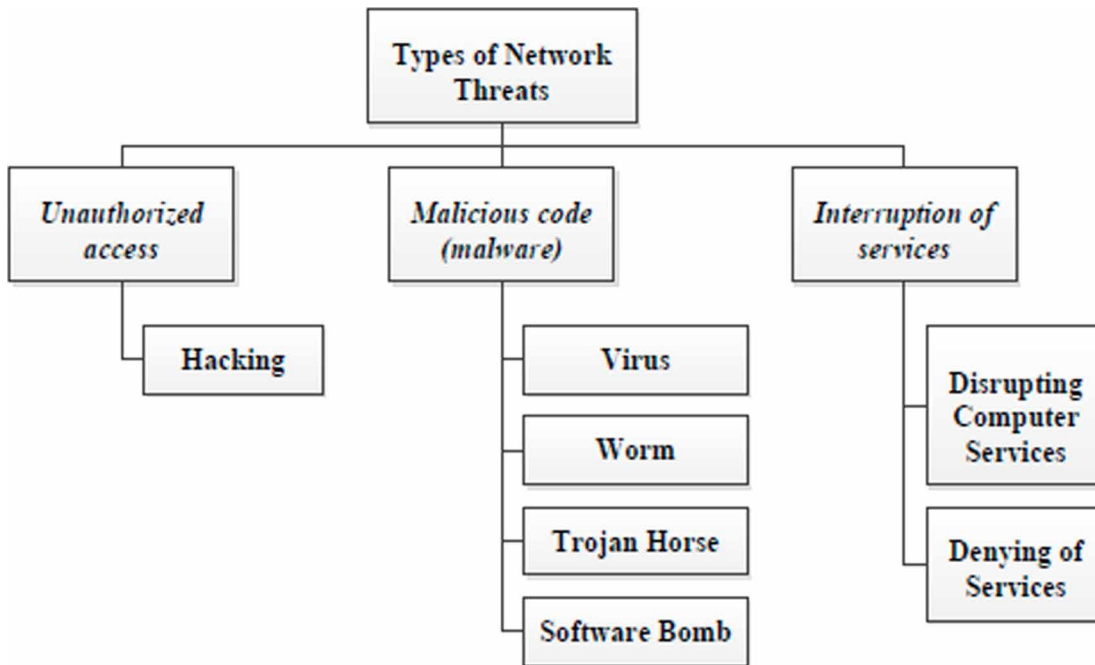 Types of Network
Threats
Unauthorized
access
Malicious code
(malware)
Interruption of
services
Hacking
Virus
Worm
Trojan Horse
Software Bomb
Disrupting
Computer
Services
Denying of
Services